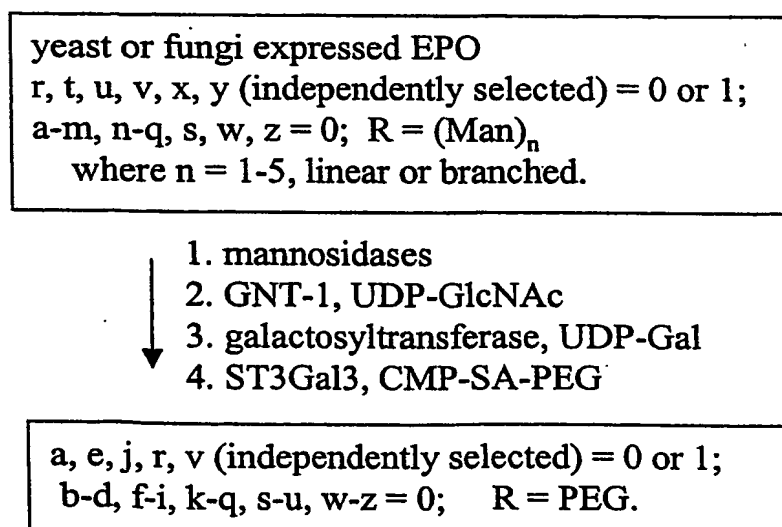 yeast or fungi expressed EPO
r, t, u, v, x, y (independently selected) = 0 or 1;
a-m, n-q, s, w, z = 0; R = (Man)n
where n = 1-5, linear or branched.
1. mannosidases
2. GNT-1, UDP-GlcNAc
3. galactosyltransferase, UDP-Gal
4. ST3Gal3, CMP-SA-PEG
a, e, j, r, v (independently selected) = 0 or 1;
b-d, f-i, k-q, s-u, w-z = 0; R = PEG.